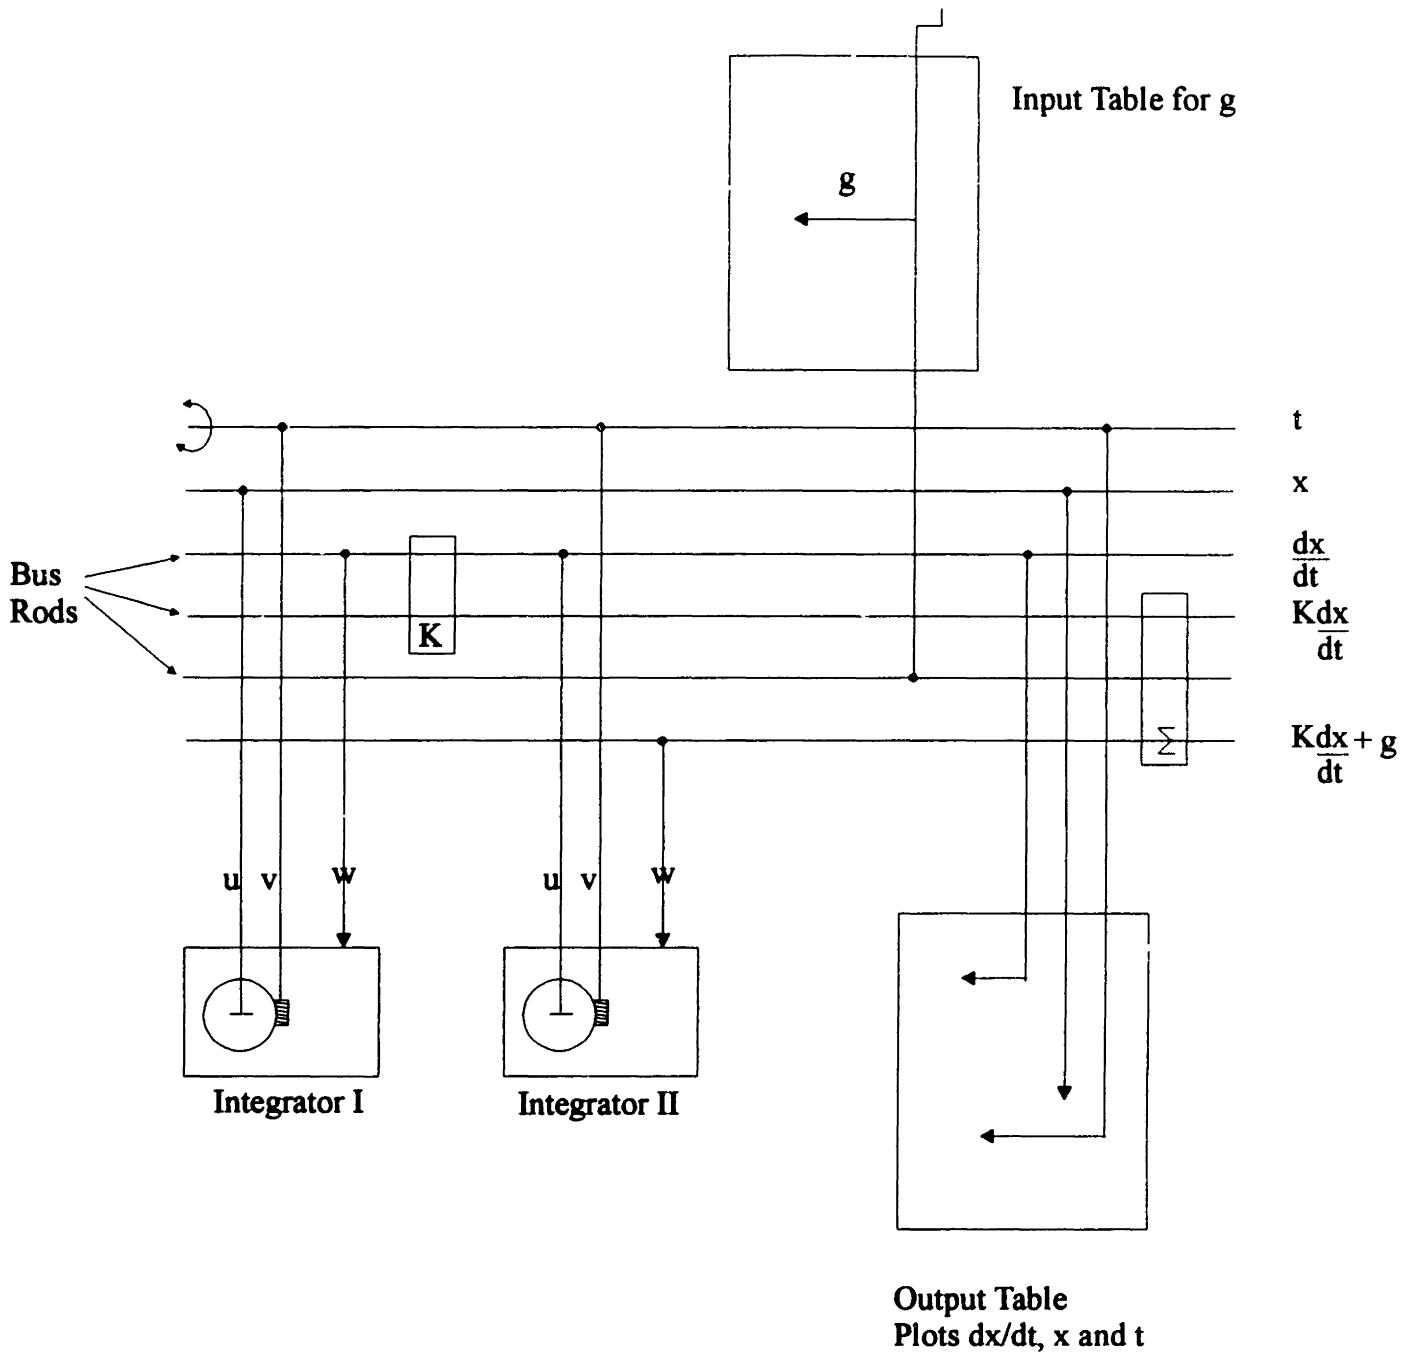 Input Table for g
g
t
x
dx
dt
Bus
Rods
K
Kdx
dt
Σ
Kdx + g
dt
u v w
u v w
Integrator I
Integrator II
Output Table
Plots dx/dt, x and t